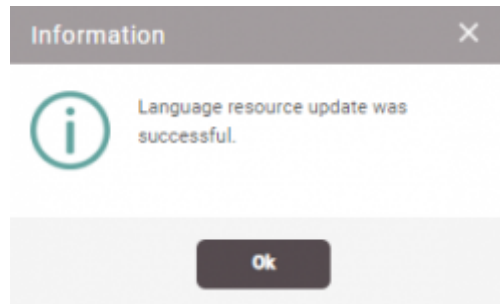 Information
Language resource update was
successful.
Ok